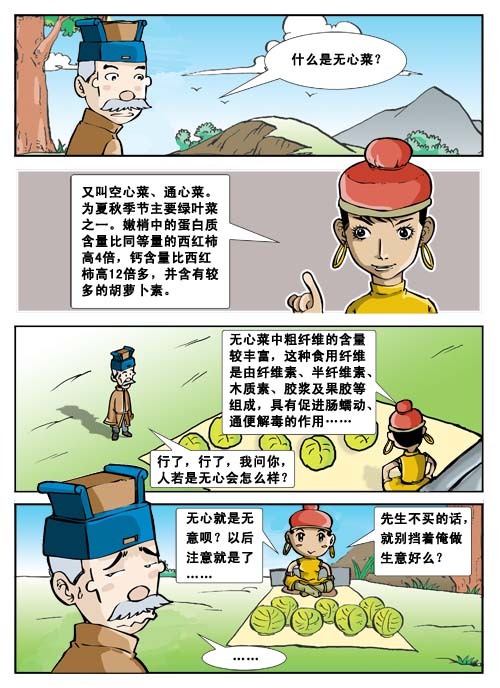 什么是无心菜？
又叫空心菜、通心菜。
为夏秋季节主要绿叶菜
之一。嫩梢中的蛋白质
含量比同等量的西红柿
高4倍，钙含量比西红
柿高12倍多，并含有较
多的胡萝卜素。
无心菜中粗纤维的含量
较丰富，这种食用纤维
是由纤维素、半纤维素、
木质素、胶浆及果胶等
组成，具有促进肠蠕动、
通便解毒的作用……
行了，行了，我问你，
人若是无心会怎么样？
无心就是无
意呗？以后
注意就是了
……
先生不买的话，
就别挡着俺做
生意好么？
……